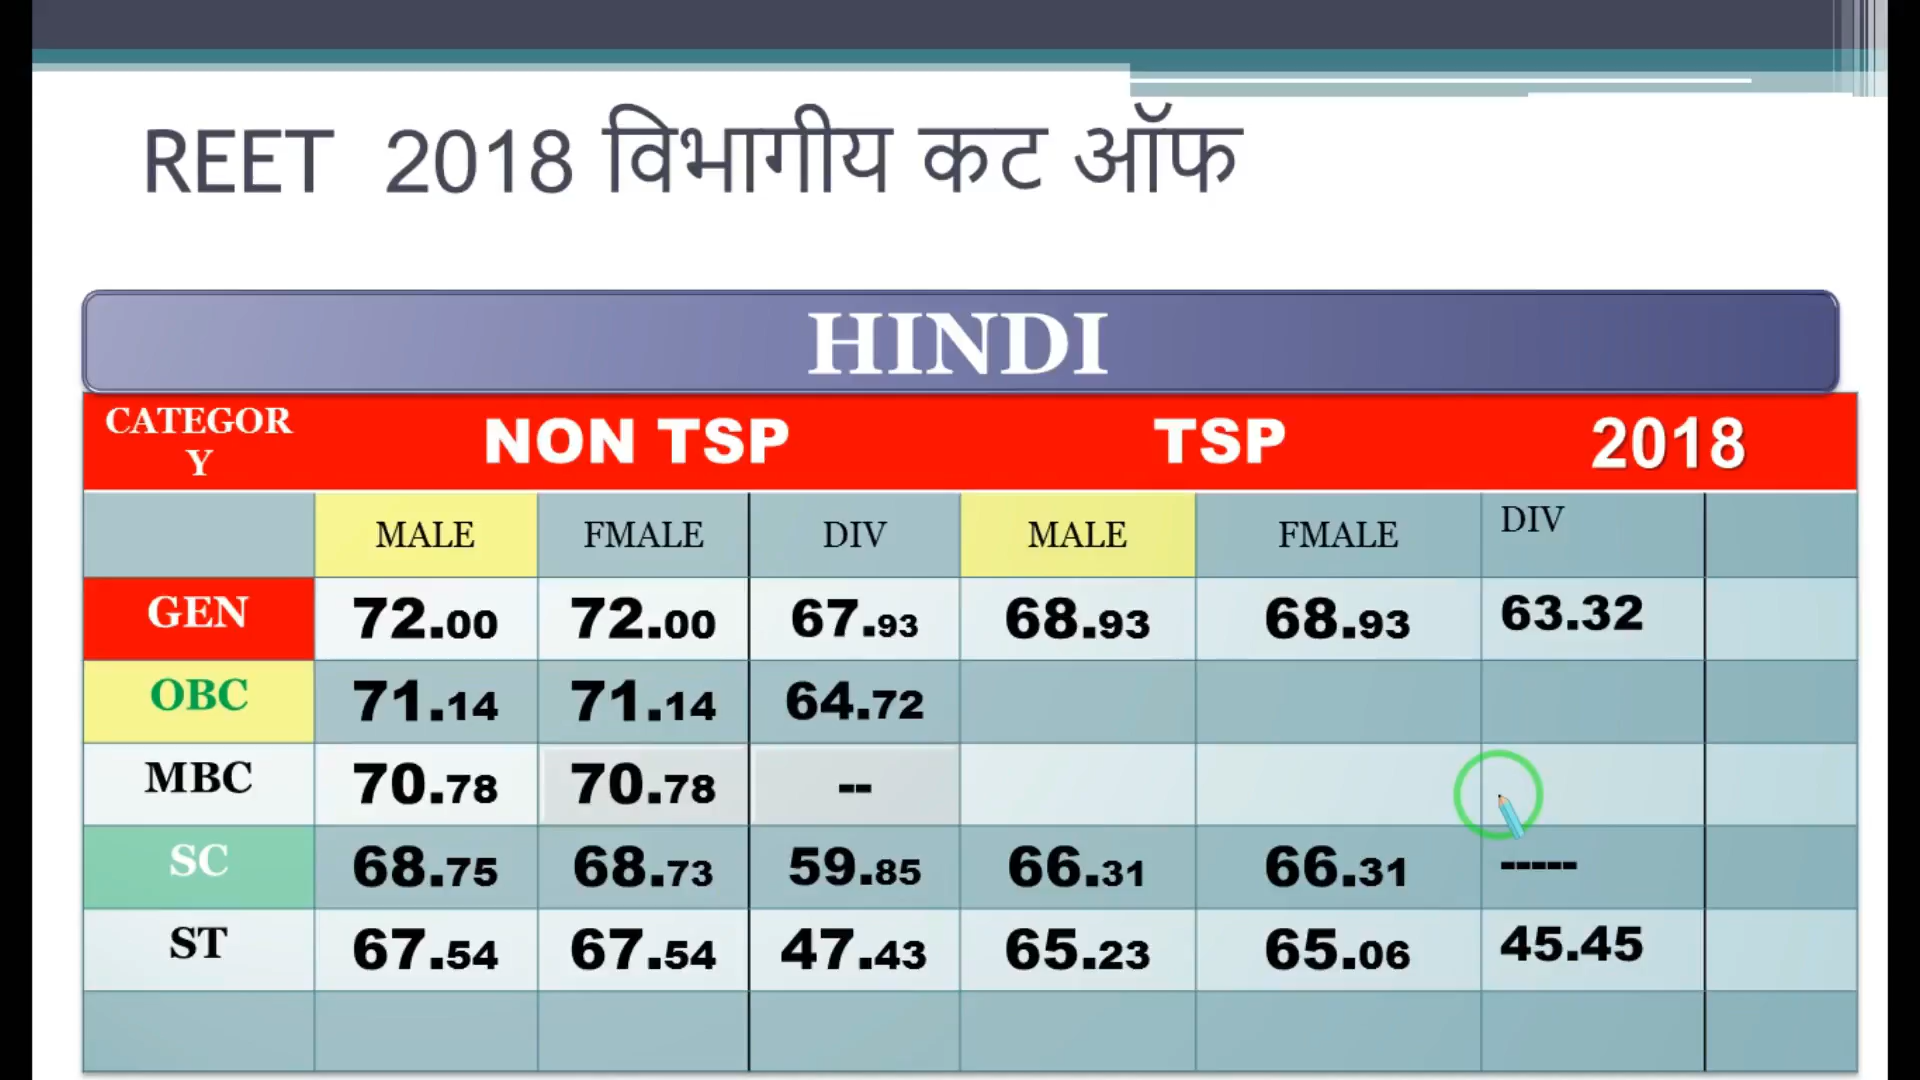 REET 2018 विभागीय कट ऑफ
HINDI
CATEGOR
Y
NON TSP TSP 2018
MALE FMALE DIV MALE FMALE DIV
GEN 72.00 72.00 67.93 68.93 68.93 63.32
OBC 71.14 71.14 64.72
MBC 70.78 70.78 --
SC 68.75 68.73 59.85 66.31 66.31 -----
ST 67.54 67.54 47.43 65.23 65.06 45.45